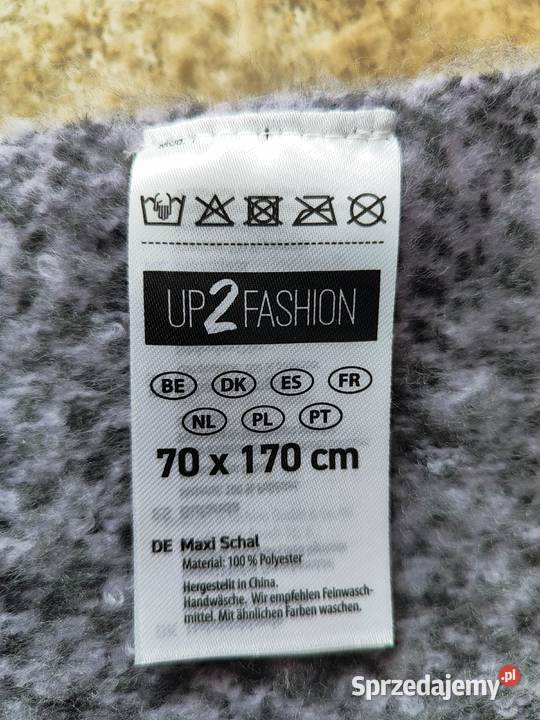 UP2FASHION
BE DK ES FR
NL PL PT
70 x 170 cm
DE Maxi Schal
Material: 100 % Polyester
Hergestellt in China.
Handwäsche. Wir empfehlen Feinwasch-
mittel. Mit ähnlichen Farben waschen.
Sprzedajemy.pl